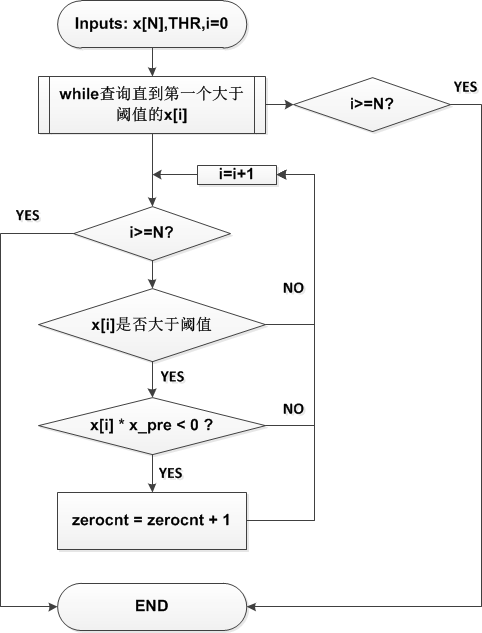 Inputs: x[N],THR,i=0
while查询直到第一个大于
阈值的x[i]
i>=N?
YES
i=i+1
YES
i>=N?
NO
x[i]是否大于阈值
YES
NO
x[i] * x_pre < 0 ?
YES
zerocnt = zerocnt + 1
END